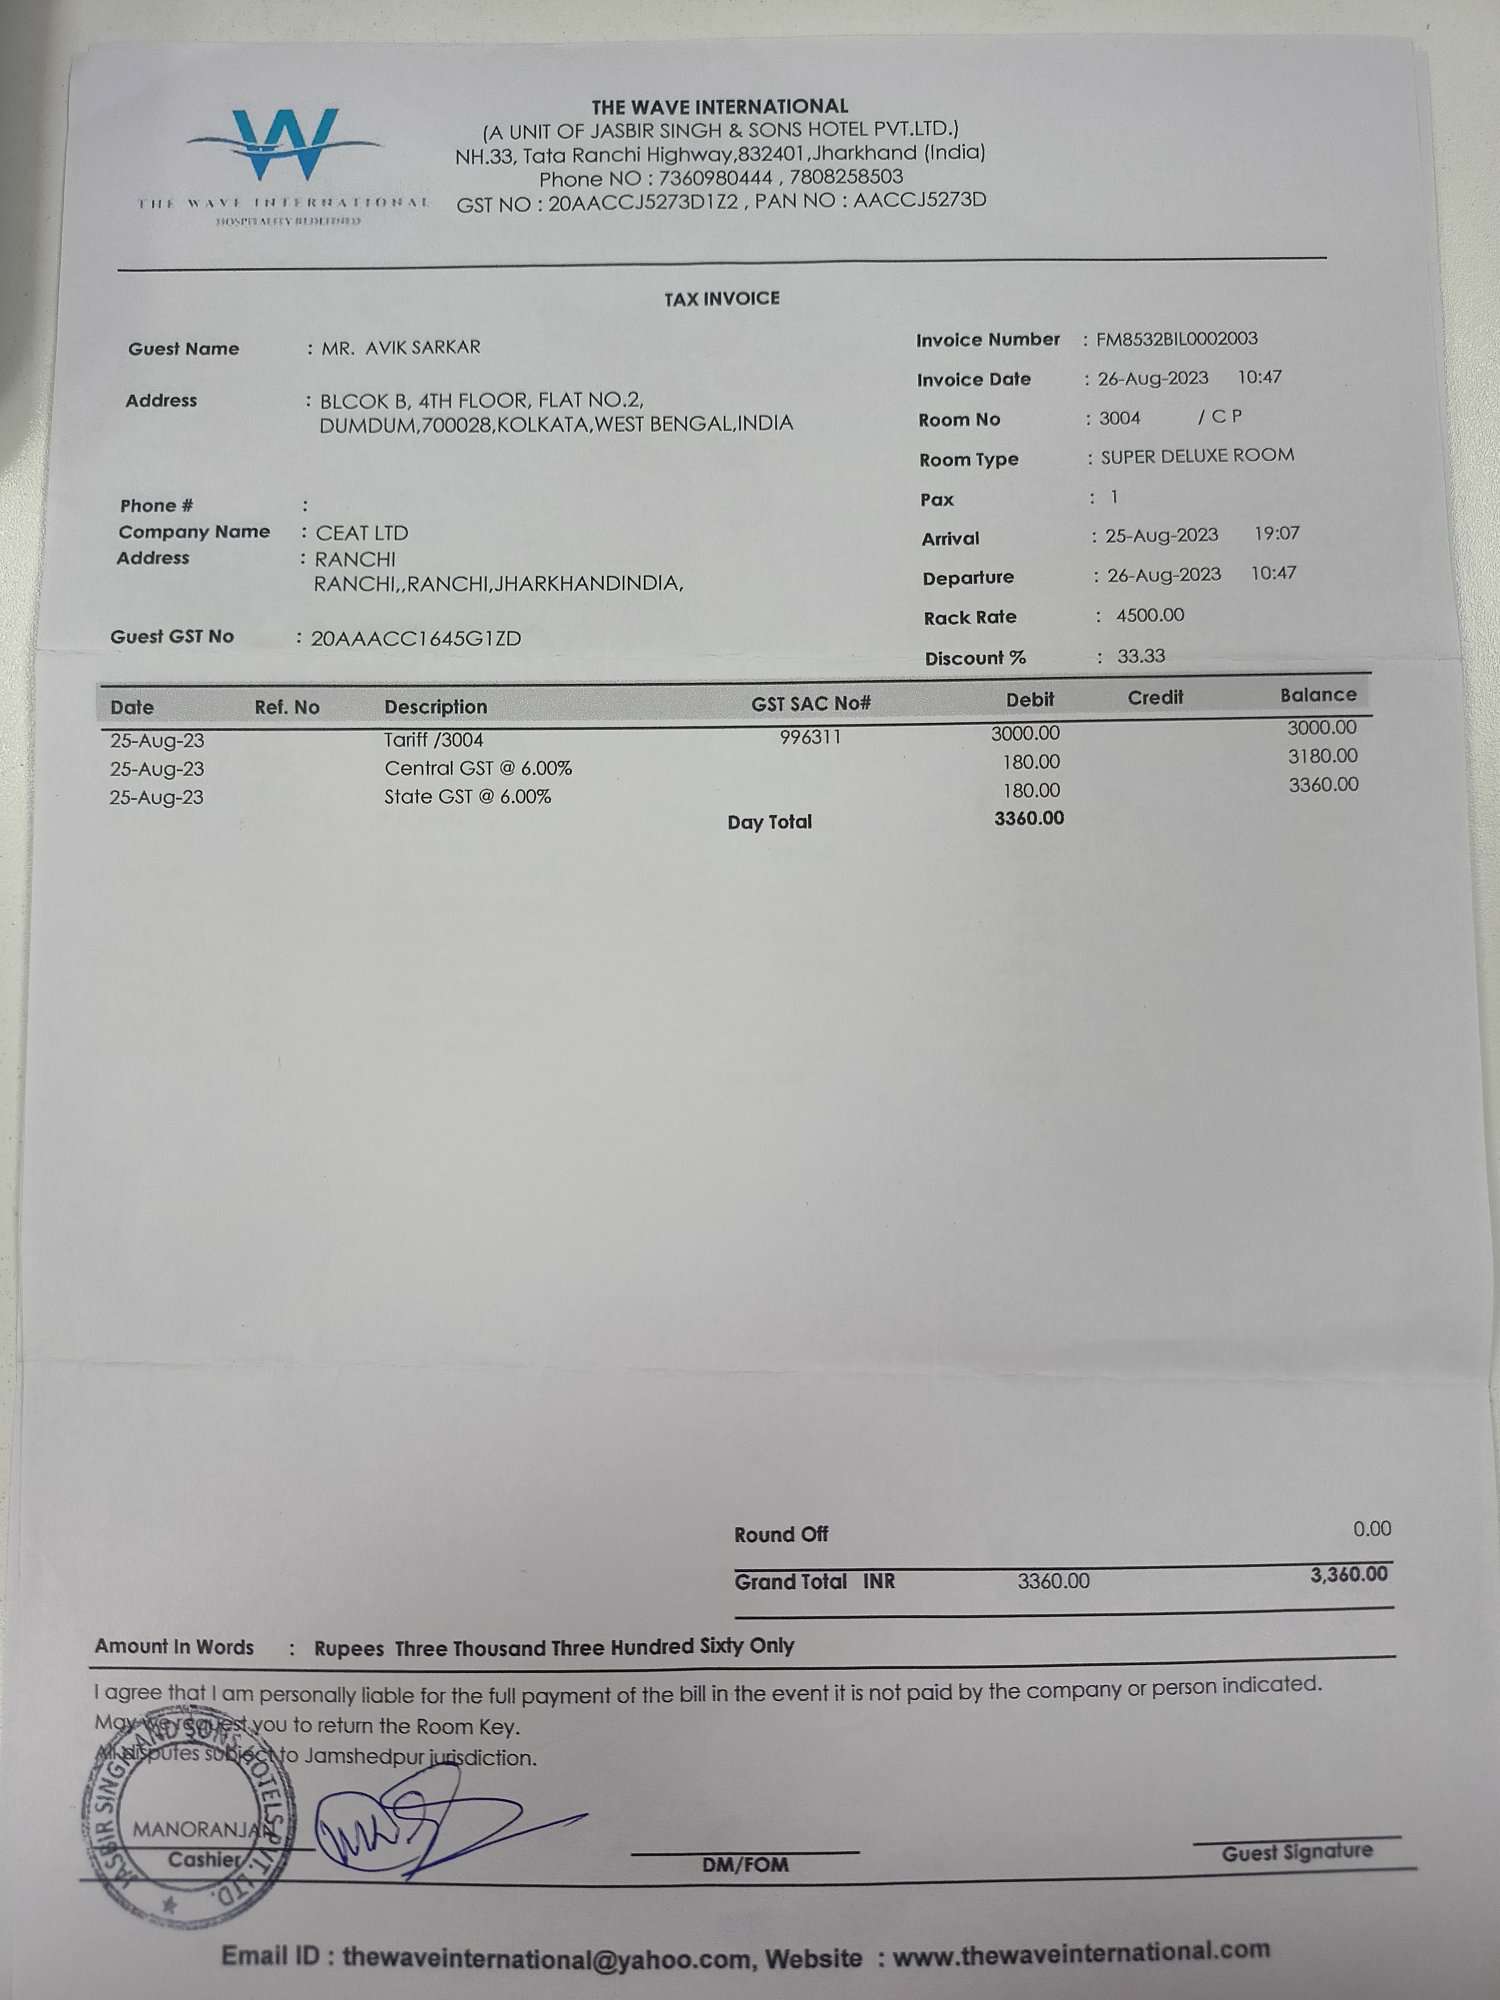 W
THE WAVE INTERNATIONAL
HOSPITALITY REDEFINED
THE WAVE INTERNATIONAL
(A UNIT OF JASBIR SINGH & SONS HOTEL PVT.LTD.)
NH.33, Tata Ranchi Highway,832401,Jharkhand (India)
Phone NO : 7360980444 , 7808258503
GST NO : 20AACCJ5273D1Z2 , PAN NO : AACCJ5273D
TAX INVOICE
Guest Name : MR. AVIK SARKAR
Address : BLCOK B, 4TH FLOOR, FLAT NO.2,
DUMDUM,700028,KOLKATA,WEST BENGAL,INDIA
Phone # :
Company Name : CEAT LTD
Address : RANCHI
RANCHI,,RANCHI,JHARKHANDINDIA,
Guest GST No : 20AAACC1645G1ZD
Invoice Number : FM8532BIL0002003
Invoice Date : 26-Aug-2023 10:47
Room No : 3004 / C P
Room Type : SUPER DELUXE ROOM
Pax : 1
Arrival : 25-Aug-2023 19:07
Departure : 26-Aug-2023 10:47
Rack Rate : 4500.00
Discount % : 33.33
Date Ref. No Description GST SAC No# Debit Credit Balance
25-Aug-23 Tariff /3004 996311 3000.00 3000.00
25-Aug-23 Central GST @ 6.00% 180.00 3180.00
25-Aug-23 State GST @ 6.00% 180.00 3360.00
Day Total 3360.00
Round Off 0.00
Grand Total INR 3360.00 3,360.00
Amount In Words : Rupees Three Thousand Three Hundred Sixty Only
I agree that I am personally liable for the full payment of the bill in the event it is not paid by the company or person indicated.
May we request you to return the Room Key.
All disputes subject to Jamshedpur jurisdiction.
JASBIR SINGH AND SONS HOTELS PVT. LTD.
MANORANJAN
Cashier
DM/FOM
Guest Signature
Email ID : thewaveinternational@yahoo.com, Website : www.thewaveinternational.com